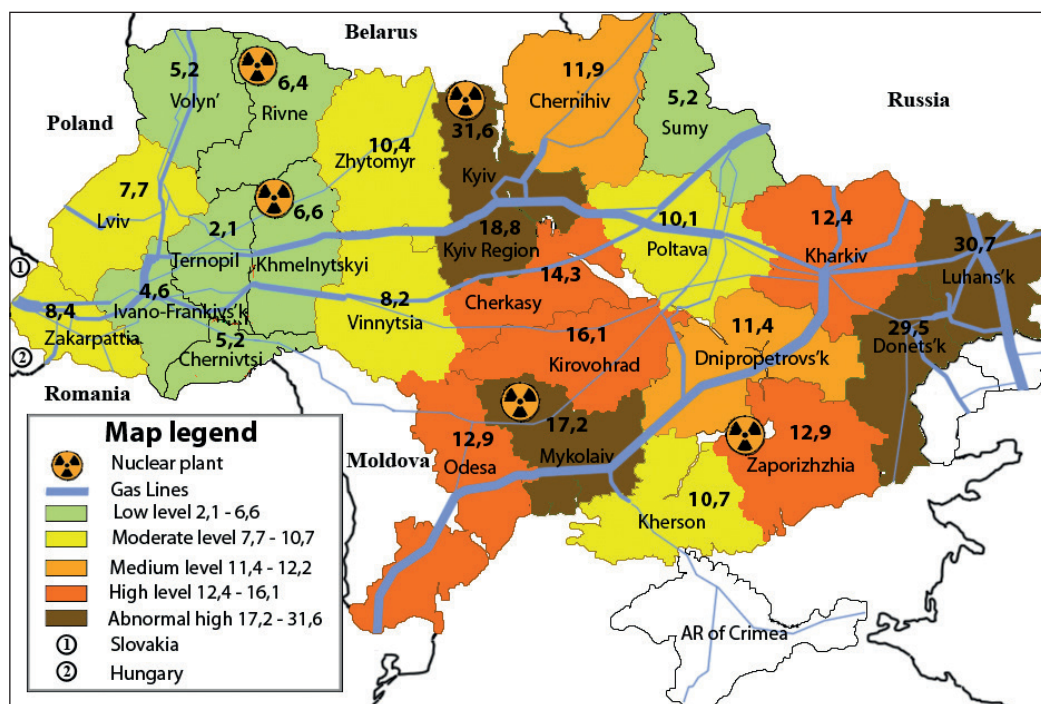 Belarus
Poland
Russia
5,2
Volyn'
6,4
Rivne
10,4
Zhytomyr
31,6
Kyiv
11,9
Chernihiv
5,2
Sumy
7,7
Lviv
2,1
Ternopil
6,6
Khmelnytskyi
18,8
Kyiv Region
14,3
Cherkasy
10,1
Poltava
12,4
Kharkiv
30,7
Luhans'k
8,4
Zakarpattia
4,6
Ivano-Frankivs'k
5,2
Chernivtsi
8,2
Vinnytsia
16,1
Kirovohrad
11,4
Dnipropetrovs'k
29,5
Donets'k
1
2
Romania
Moldova
12,9
Odesa
17,2
Mykolaiv
12,9
Zaporizhzhia
10,7
Kherson
AR of Crimea
Map legend
Nuclear plant
Gas Lines
Low level 2,1 - 6,6
Moderate level 7,7 - 10,7
Medium level 11,4 - 12,2
High level 12,4 - 16,1
Abnormal high 17,2 - 31,6
1 Slovakia
2 Hungary